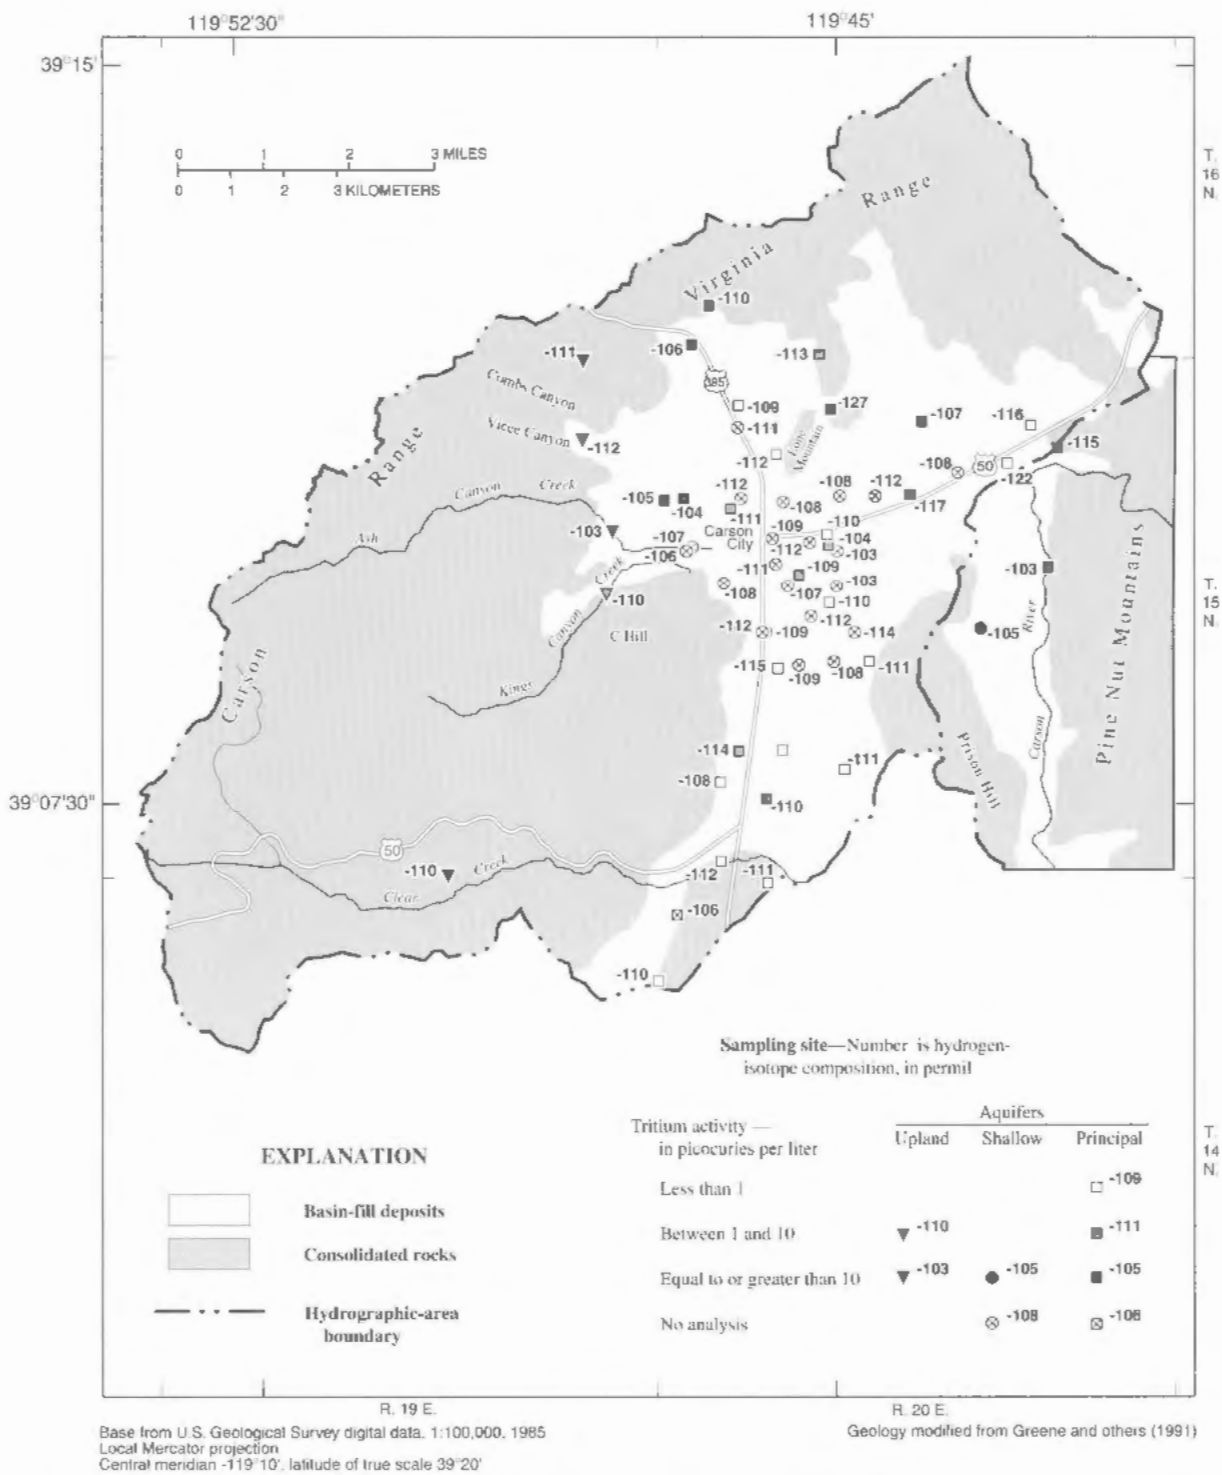 119°52'30"
119°45'
39°15'
0 1 2 3 MILES
0 1 2 3 KILOMETERS
T.
16
N.
Range
Virginia
-110
-106
-113
-111
Combs Canyon
385
-109
-111
-127
-107
-116
Vicee Canyon
-112
Lone
Mountain
-112
-115
Range
-108
50
-122
Canyon
Creek
-105
-104
-112
-111
-108
-108
-112
-117
Ash
-103
-107
-106
Carson
City
-109
-110
-104
-112
-103
Creek
-111
-109
-103
-108
-107
-110
-110
Canyon
C Hill
-112
-109
-112
-114
-103
River
-105
T.
15
N.
Pine Nut Mountains
Kings
-115
-109
-108
-111
Carson
-114
-111
Prison Hill
Carson
-108
39°07'30"
-110
50
-110
Creek
Clear
-112
-111
-106
-110
Sampling site—Number is hydrogen-
isotope composition, in permil
Tritium activity —
in picocuries per liter
Aquifers
Upland Shallow Principal
T.
14
N.
EXPLANATION
Less than 1 -109
Basin-fill deposits
Between 1 and 10 -110 -111
Consolidated rocks
Equal to or greater than 10 -103 -105 -105
Hydrographic-area
boundary
No analysis -108 -106
R. 19 E.
R. 20 E.
Base from U.S. Geological Survey digital data, 1:100,000, 1985
Local Mercator projection
Central meridian -119°10', latitude of true scale 39°20'
Geology modified from Greene and others (1991)